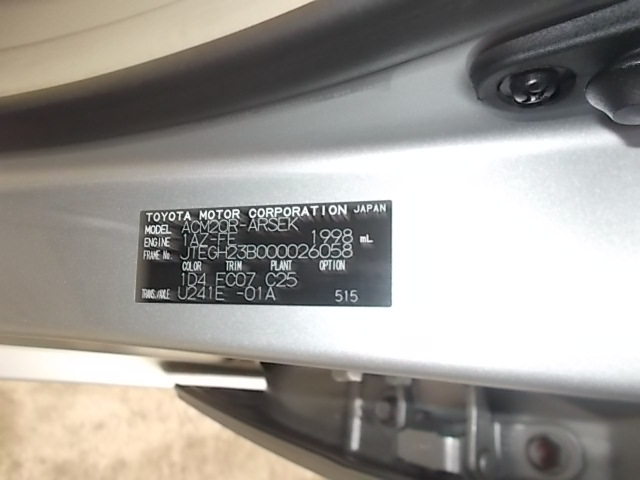 TOYOTA MOTOR CORPORATION JAPAN
MODEL ACM20R-ARSEK
ENGINE 1AZ-FE 1998 mL
FRAME No. JTEGH23B000026058
COLOR TRIM PLANT OPTION
1D4 FC07 C25
TRANS./AXLE U241E -01A 515